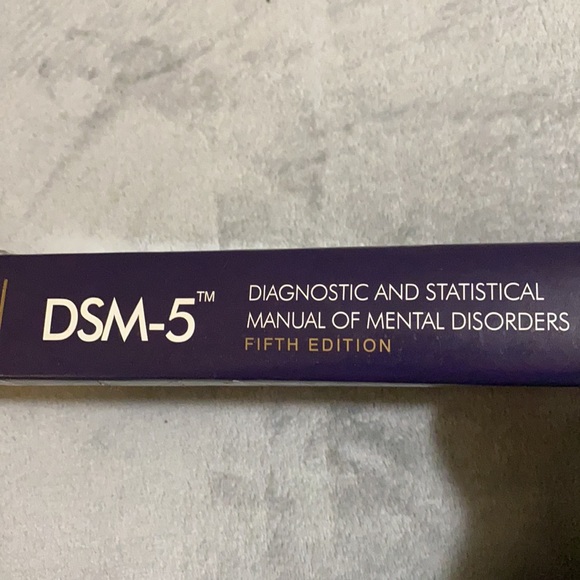 DSM-5™
DIAGNOSTIC AND STATISTICAL
MANUAL OF MENTAL DISORDERS
FIFTH EDITION